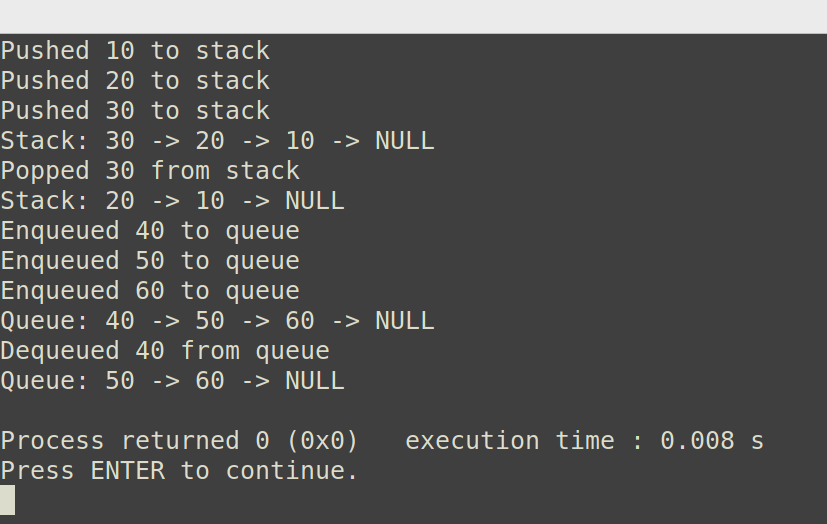 Pushed 10 to stack
Pushed 20 to stack
Pushed 30 to stack
Stack: 30 -> 20 -> 10 -> NULL
Popped 30 from stack
Stack: 20 -> 10 -> NULL
Enqueued 40 to queue
Enqueued 50 to queue
Enqueued 60 to queue
Queue: 40 -> 50 -> 60 -> NULL
Dequeued 40 from queue
Queue: 50 -> 60 -> NULL
Process returned 0 (0x0)   execution time : 0.008 s
Press ENTER to continue.